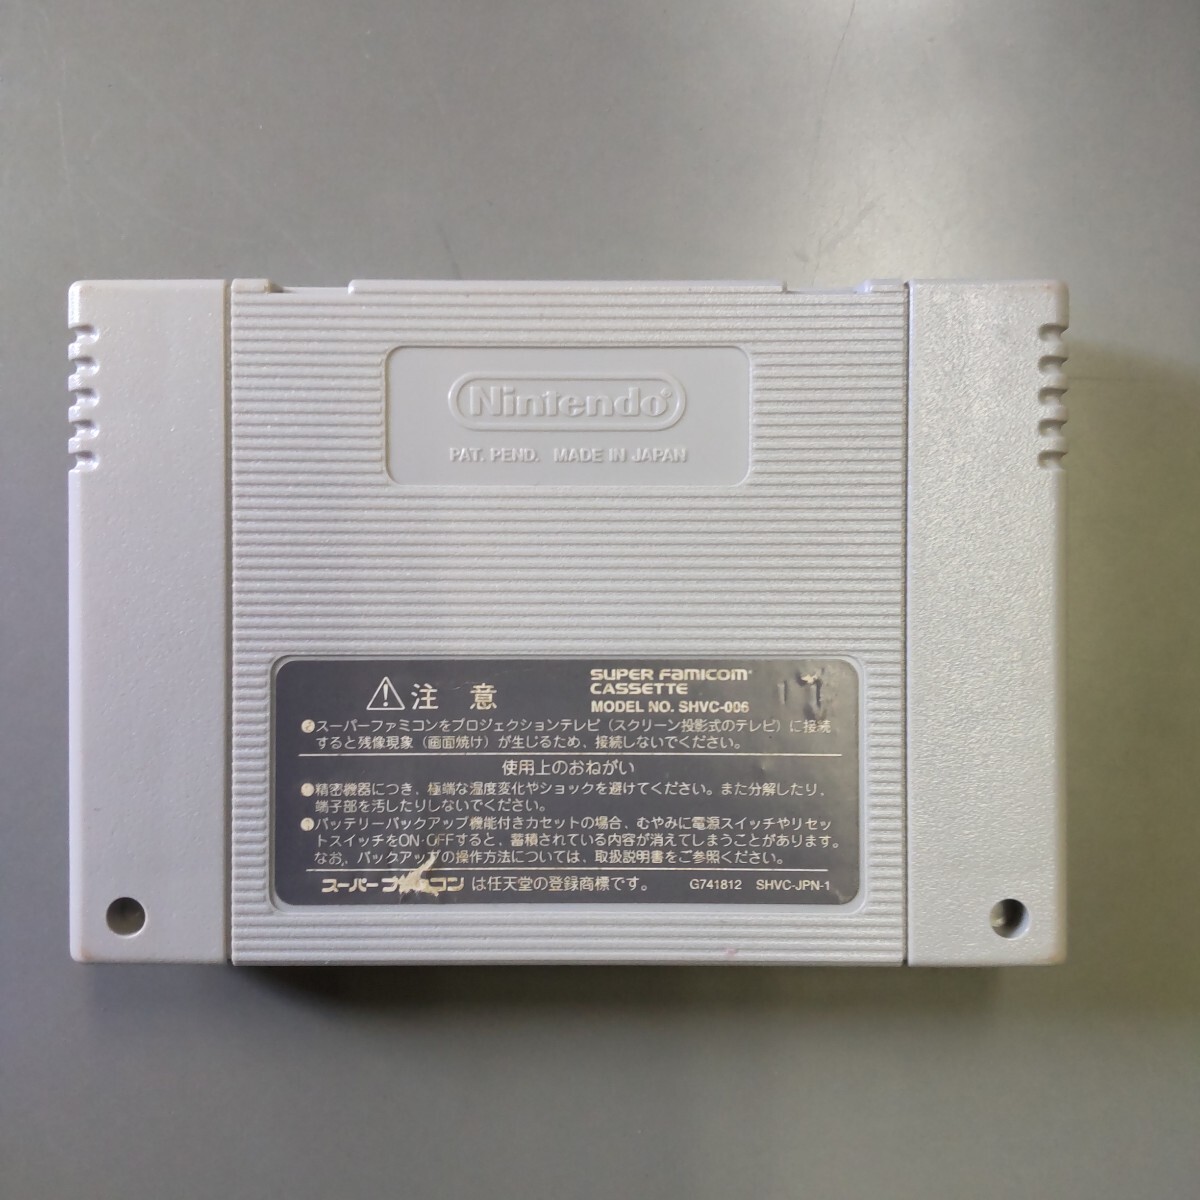 Nintendo®
PAT. PEND. MADE IN JAPAN
注意
SUPER FAMICOM
CASSETTE
MODEL NO. SHVC-006
11
●スーパーファミコンをプロジェクションテレビ(スクリーン投影式のテレビ)に接続
すると残像現象(画面焼け)が生じるため、接続しないでください。
使用上のおねがい
●精密機器につき、極端な温度変化やショックを避けてください。また分解したり、
端子部を汚したりしないでください。
●バッテリーバックアップ機能付きカセットの場合、むやみに電源スイッチやリセッ
トスイッチをON・OFFすると、蓄積されている内容が消えてしまうことがあります。
なお、バックアップの操作方法については、取扱説明書をご参照ください。
スーパーファミコンは任天堂の登録商標です。 G741812 SHVC-JPN-1